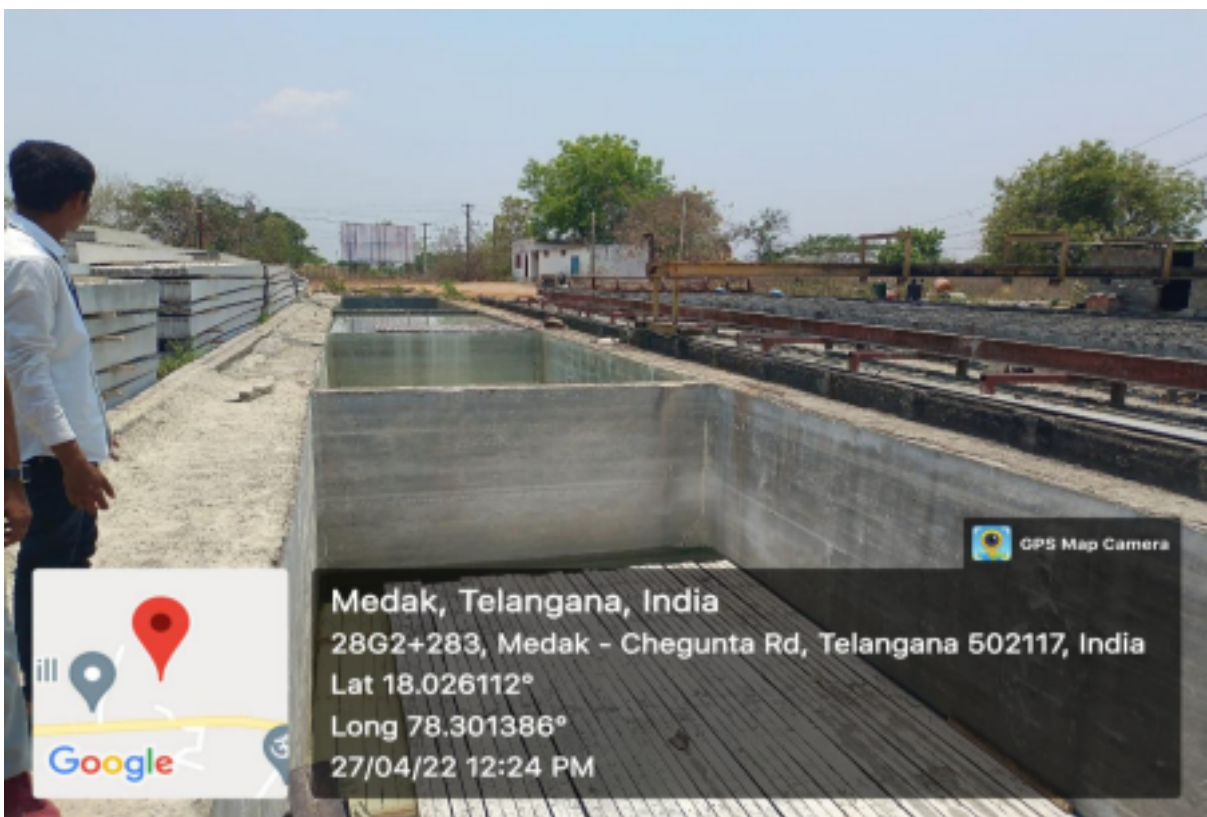 GPS Map Camera
Medak, Telangana, India
28G2+283, Medak - Chegunta Rd, Telangana 502117, India
Lat 18.026112°
Long 78.301386°
27/04/22 12:24 PM
ill
Google